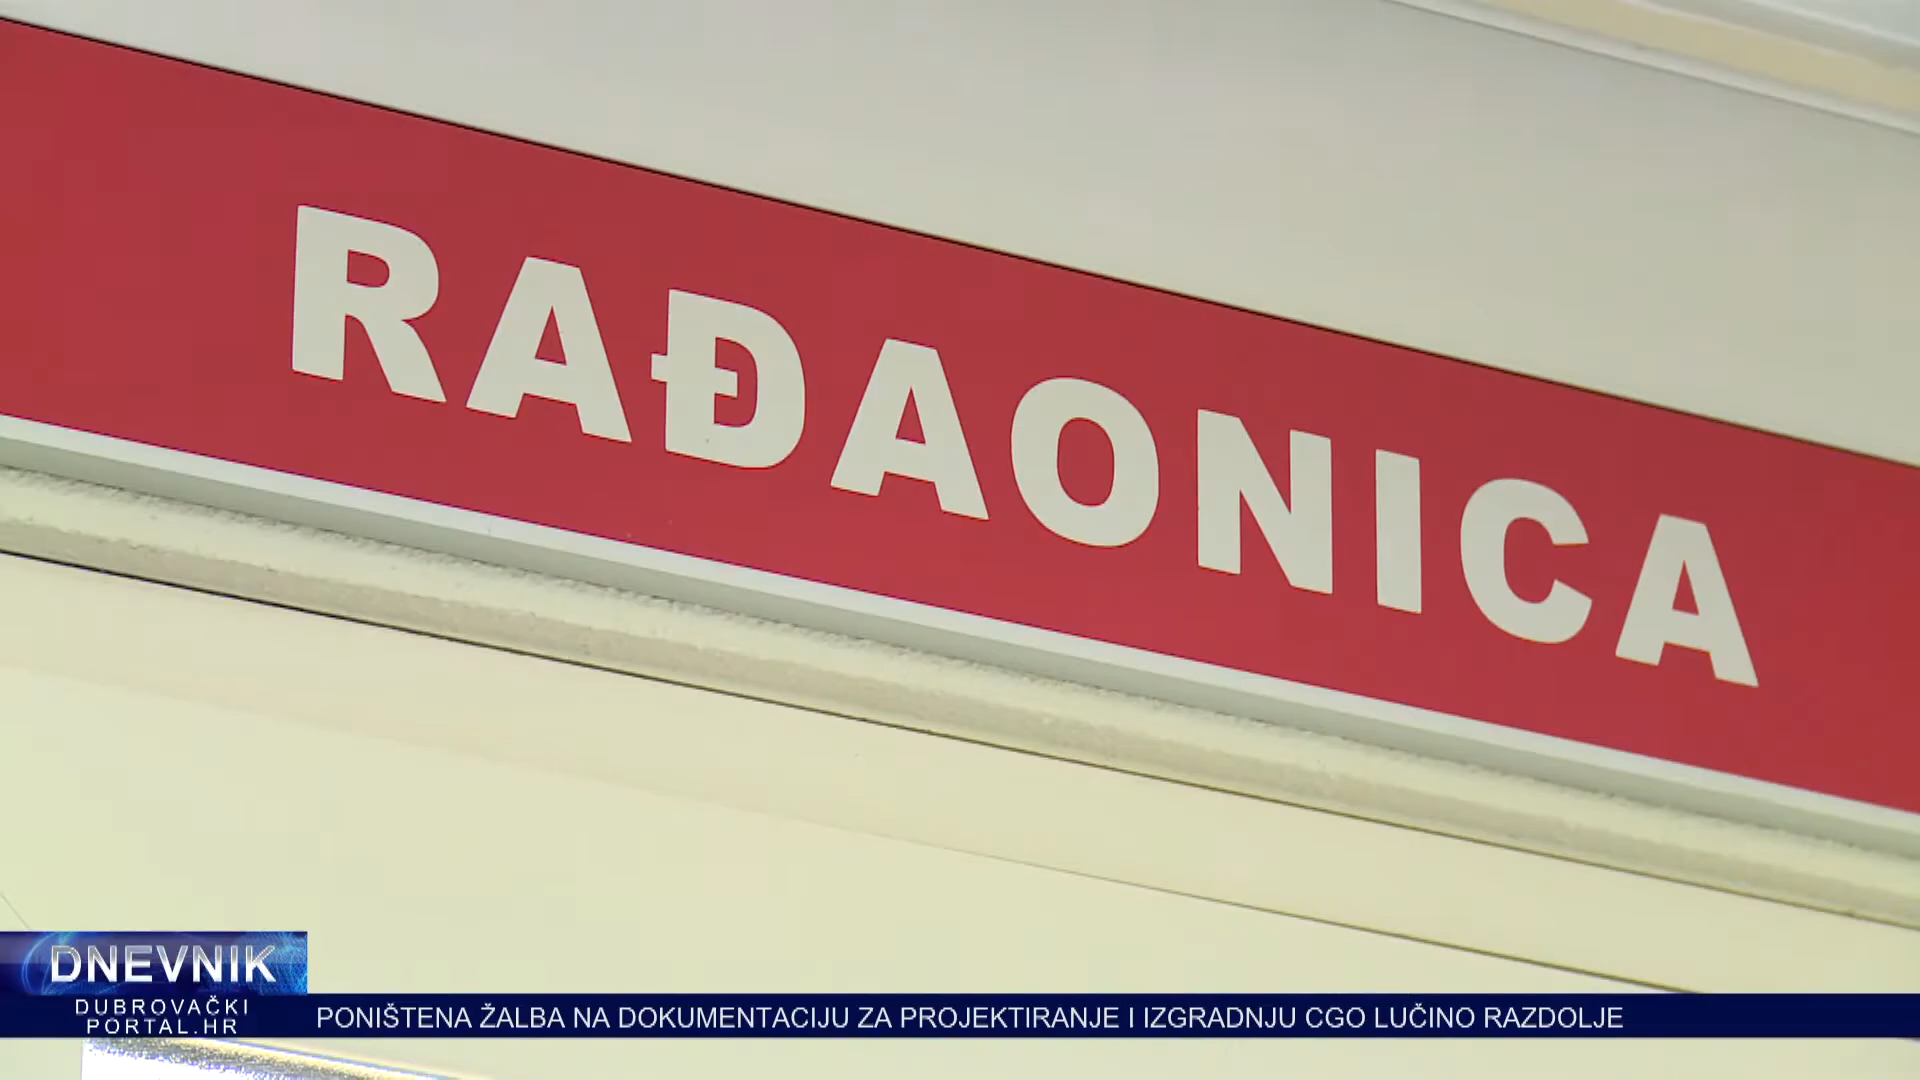 RAĐAONICA
DNEVNIK
DUBROVAČKI
PORTAL.HR
PONIŠTENA ŽALBA NA DOKUMENTACIJU ZA PROJEKTIRANJE I IZGRADNJU CGO LUČINO RAZDOLJE